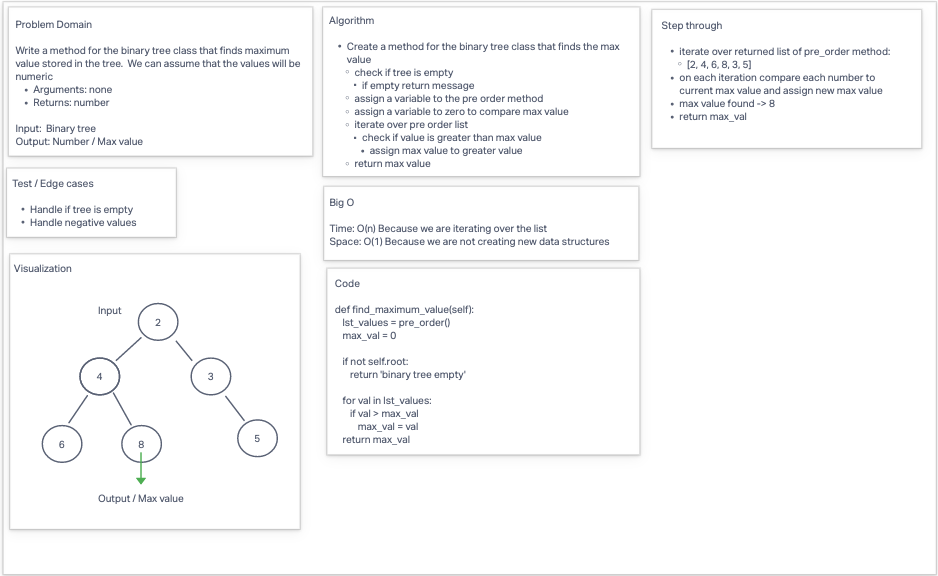 Problem Domain
Write a method for the binary tree class that finds maximum
value stored in the tree. We can assume that the values will be
numeric
• Arguments: none
• Returns: number
Input: Binary tree
Output: Number / Max value
Test / Edge cases
• Handle if tree is empty
• Handle negative values
Visualization
Input
2
4
3
6
8
5
Output / Max value
Algorithm
• Create a method for the binary tree class that finds the max
value
◦ check if tree is empty
• if empty return message
◦ assign a variable to the pre order method
◦ assign a variable to zero to compare max value
◦ iterate over pre order list
• check if value is greater than max value
• assign max value to greater value
◦ return max value
Big O
Time: O(n) Because we are iterating over the list
Space: O(1) Because we are not creating new data structures
Code
def find_maximum_value(self):
lst_values = pre_order()
max_val = 0
if not self.root:
return 'binary tree empty'
for val in lst_values:
if val > max_val
max_val = val
return max_val
Step through
• iterate over returned list of pre_order method:
◦ [2, 4, 6, 8, 3, 5]
• on each iteration compare each number to
current max value and assign new max value
• max value found -> 8
• return max_val